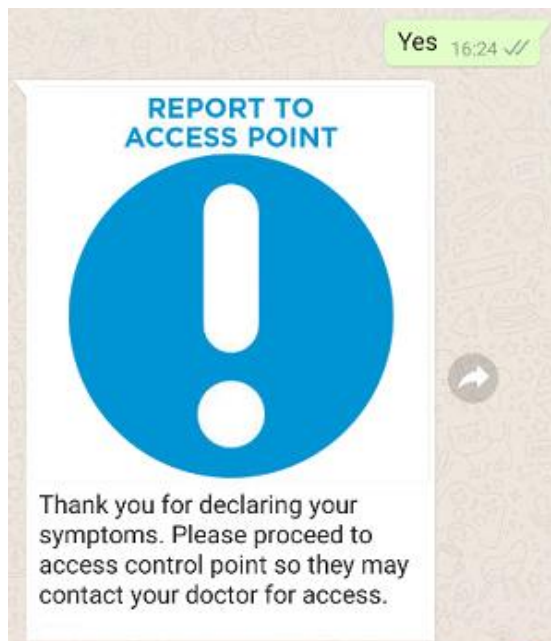 Yes 16:24
REPORT TO
ACCESS POINT
Thank you for declaring your
symptoms. Please proceed to
access control point so they may
contact your doctor for access.